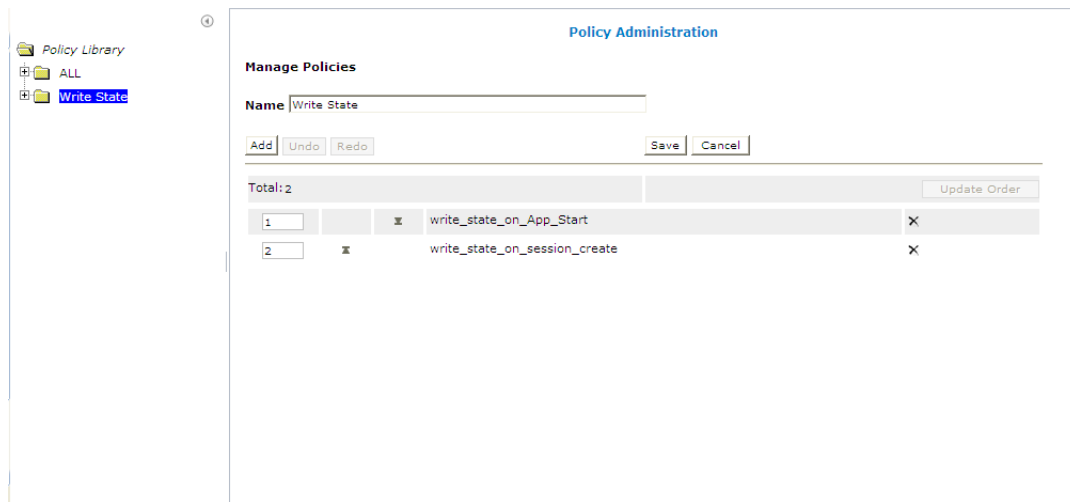 Policy Library
ALL
Write State
Policy Administration
Manage Policies
Name Write State
Add Undo Redo Save Cancel
Total: 2 Update Order
1 write_state_on_App_Start
2 write_state_on_session_create